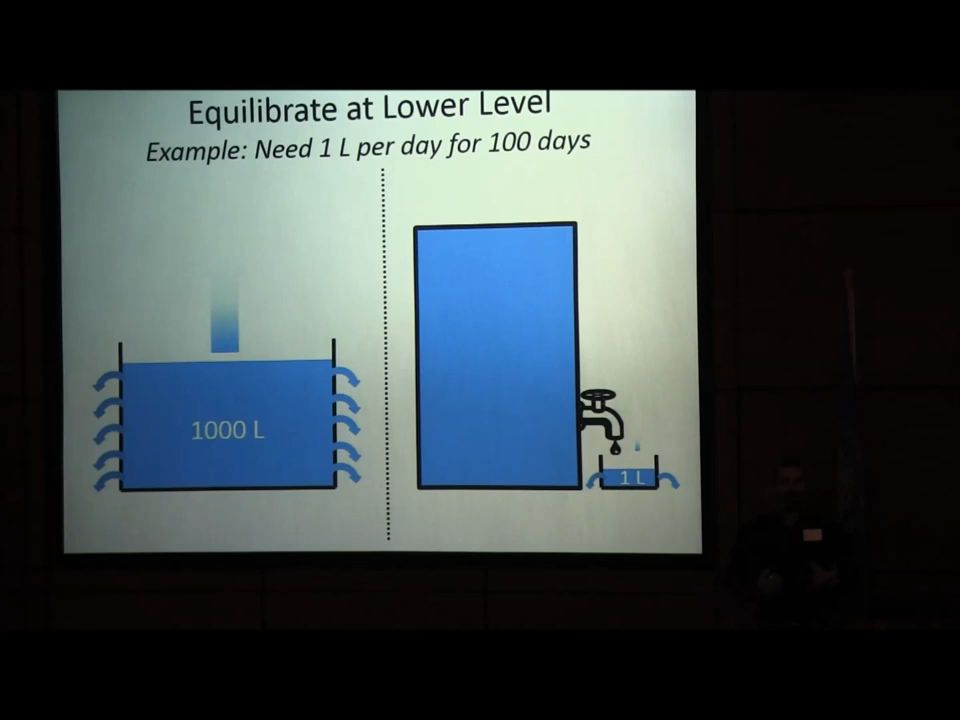 Equilibrate at Lower Level
Example: Need 1 L per day for 100 days
1000 L
1 L